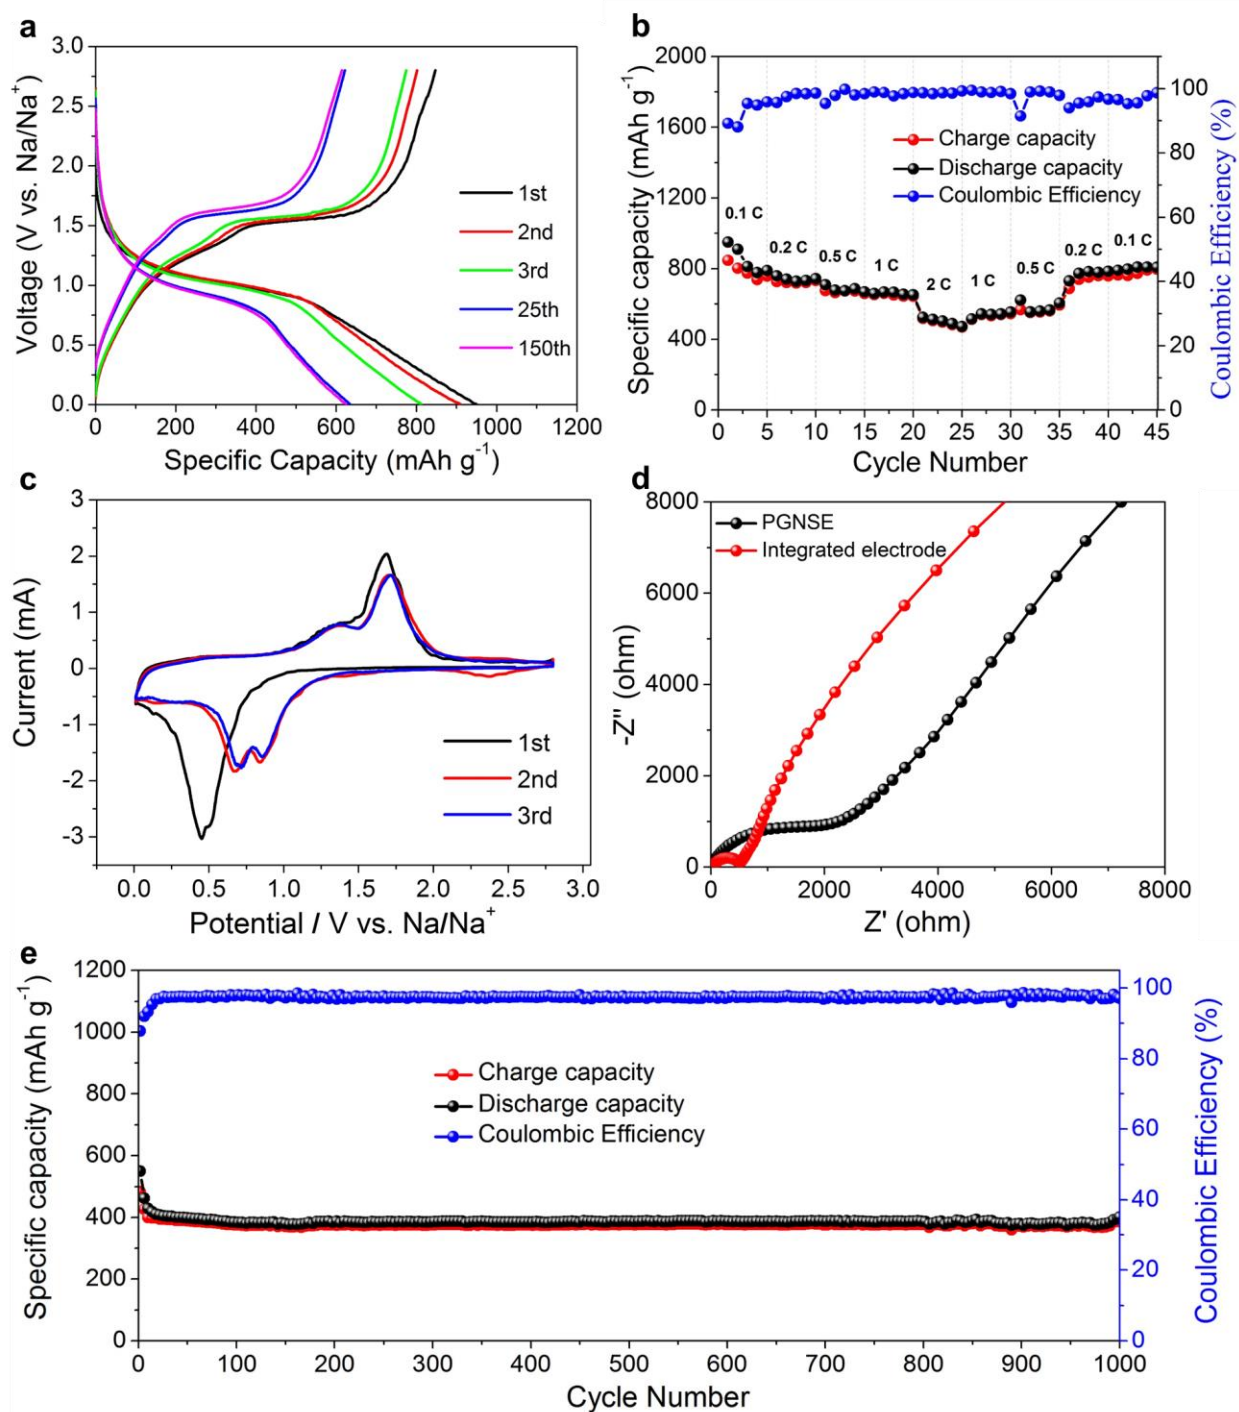 a
3.0
2.5
2.0
1.5
1.0
0.5
0.0
0 200 400 600 800 1000 1200
Voltage (V vs. Na/Na⁺)
Specific Capacity (mAh g⁻¹)
1st
2nd
3rd
25th
150th
b
2000
1600
1200
800
400
0
0 5 10 15 20 25 30 35 40 45
100
80
60
40
20
0
Specific capacity (mAh g⁻¹)
Cycle Number
Coulombic Efficiency (%)
Charge capacity
Discharge capacity
Coulombic Efficiency
0.1 C 0.2 C 0.5 C 1 C 2 C 1 C 0.5 C 0.2 C 0.1 C
c
3
2
1
0
-1
-2
-3
0.0 0.5 1.0 1.5 2.0 2.5 3.0
Current (mA)
Potential / V vs. Na/Na⁺
1st
2nd
3rd
d
8000
6000
4000
2000
0
0 2000 4000 6000 8000
-Z'' (ohm)
Z' (ohm)
PGNSE
Integrated electrode
e
1200
1000
800
600
400
200
0
0 100 200 300 400 500 600 700 800 900 1000
100
80
60
40
20
0
Specific capacity (mAh g⁻¹)
Cycle Number
Coulombic Efficiency (%)
Charge capacity
Discharge capacity
Coulombic Efficiency